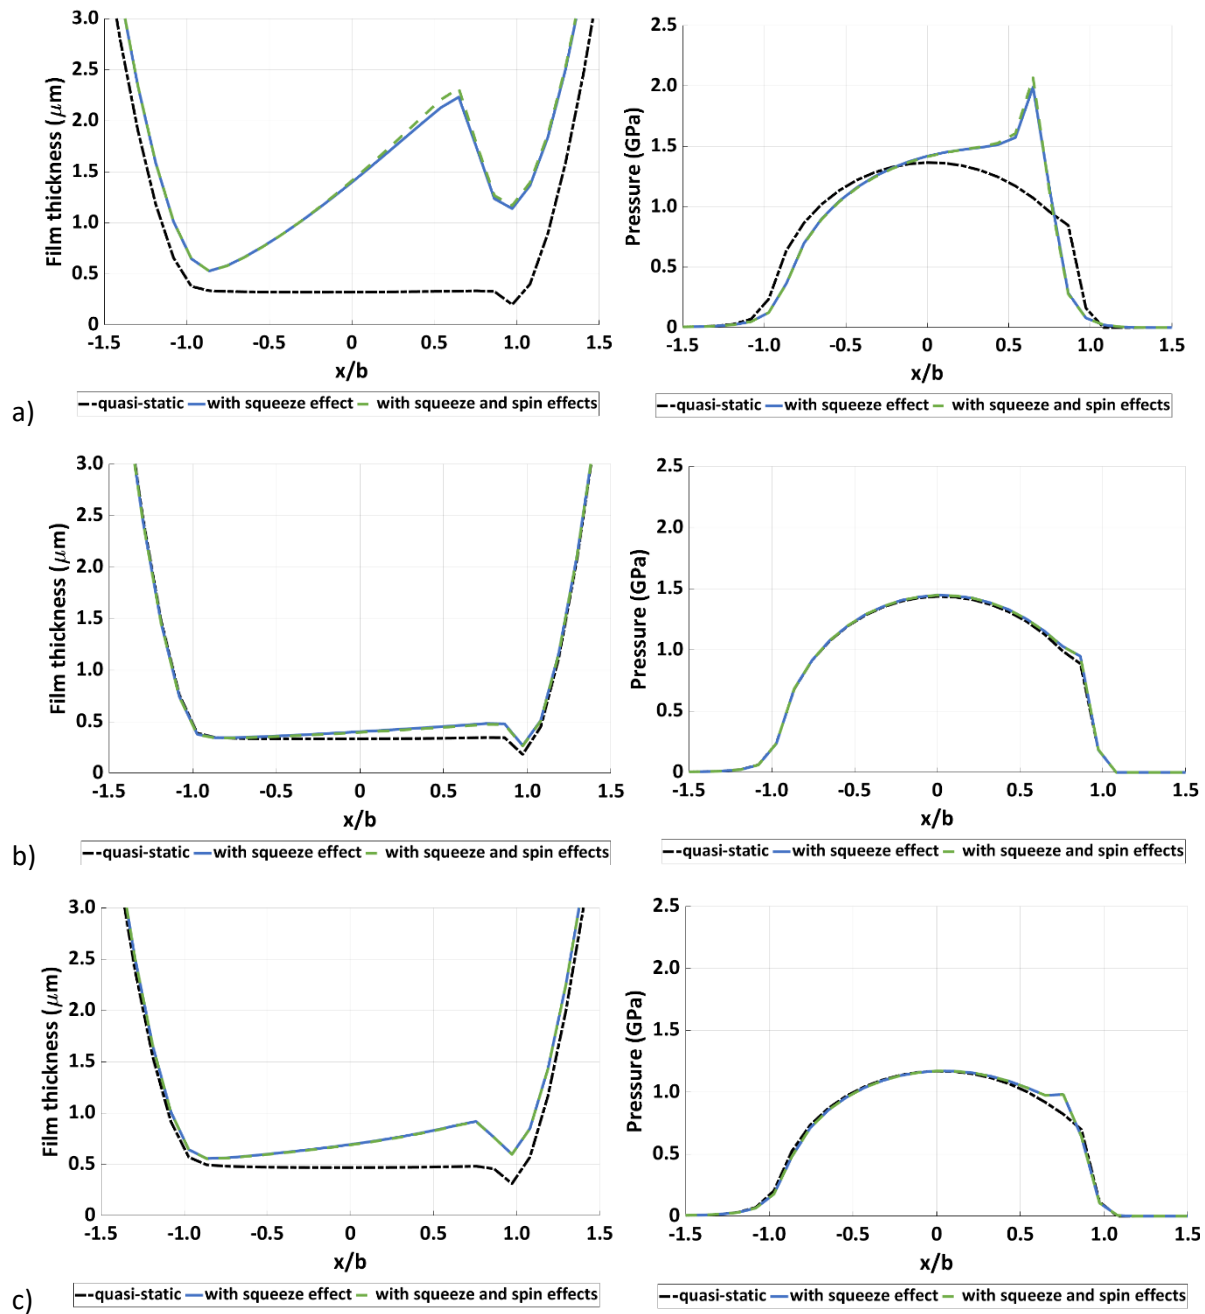 3.0
2.5
2.0
1.5
1.0
0.5
0
Film thickness (μm)
-1.5 -1.0 -0.5 0 0.5 1.0 1.5
x/b
quasi-static with squeeze effect with squeeze and spin effects
2.5
2.0
1.5
1.0
0.5
0
Pressure (GPa)
-1.5 -1.0 -0.5 0 0.5 1.0 1.5
x/b
quasi-static with squeeze effect with squeeze and spin effects
a)
3.0
2.5
2.0
1.5
1.0
0.5
0
Film thickness (μm)
-1.5 -1.0 -0.5 0 0.5 1.0 1.5
x/b
quasi-static with squeeze effect with squeeze and spin effects
2.5
2.0
1.5
1.0
0.5
0
Pressure (GPa)
-1.5 -1.0 -0.5 0 0.5 1.0 1.5
x/b
quasi-static with squeeze effect with squeeze and spin effects
b)
3.0
2.5
2.0
1.5
1.0
0.5
0
Film thickness (μm)
-1.5 -1.0 -0.5 0 0.5 1.0 1.5
x/b
quasi-static with squeeze effect with squeeze and spin effects
2.5
2.0
1.5
1.0
0.5
0
Pressure (GPa)
-1.5 -1.0 -0.5 0 0.5 1.0 1.5
x/b
quasi-static with squeeze effect with squeeze and spin effects
c)